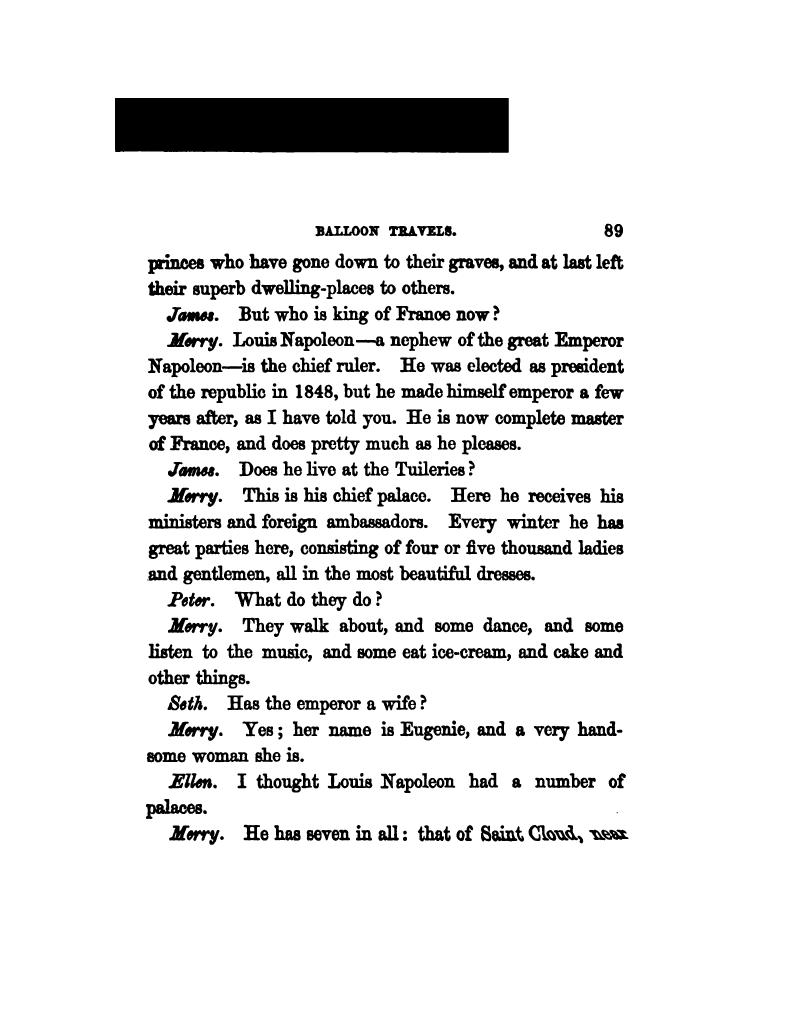 BALLOON TRAVELS. 89
princes who have gone down to their graves, and at last left
their superb dwelling-places to others.
James. But who is king of France now?
Merry. Louis Napoleon—a nephew of the great Emperor
Napoleon—is the chief ruler. He was elected as president
of the republic in 1848, but he made himself emperor a few
years after, as I have told you. He is now complete master
of France, and does pretty much as he pleases.
James. Does he live at the Tuileries?
Merry. This is his chief palace. Here he receives his
ministers and foreign ambassadors. Every winter he has
great parties here, consisting of four or five thousand ladies
and gentlemen, all in the most beautiful dresses.
Peter. What do they do?
Merry. They walk about, and some dance, and some
listen to the music, and some eat ice-cream, and cake and
other things.
Seth. Has the emperor a wife?
Merry. Yes; her name is Eugenie, and a very hand-
some woman she is.
Ellen. I thought Louis Napoleon had a number of
palaces.
Merry. He has seven in all: that of Saint Cloud, near